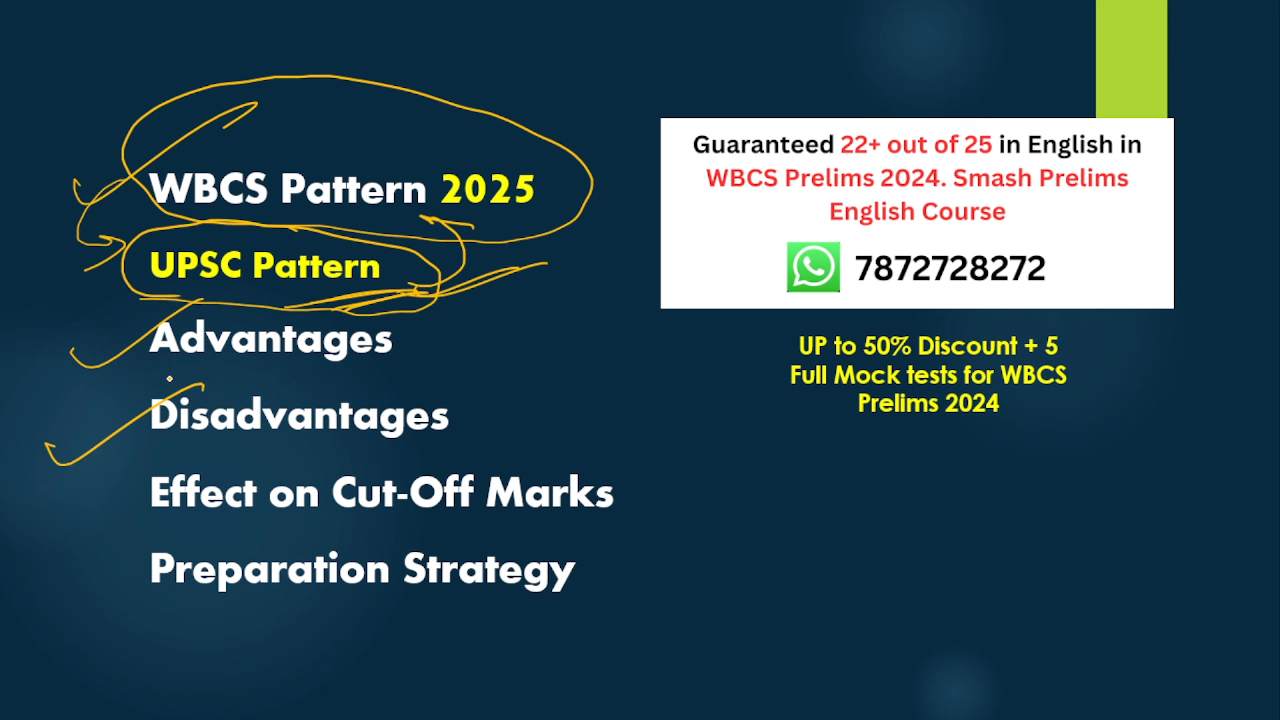 WBCS Pattern 2025
UPSC Pattern
Advantages
Disadvantages
Effect on Cut-Off Marks
Preparation Strategy
Guaranteed 22+ out of 25 in English in
WBCS Prelims 2024. Smash Prelims
English Course
7872728272
UP to 50% Discount + 5
Full Mock tests for WBCS
Prelims 2024